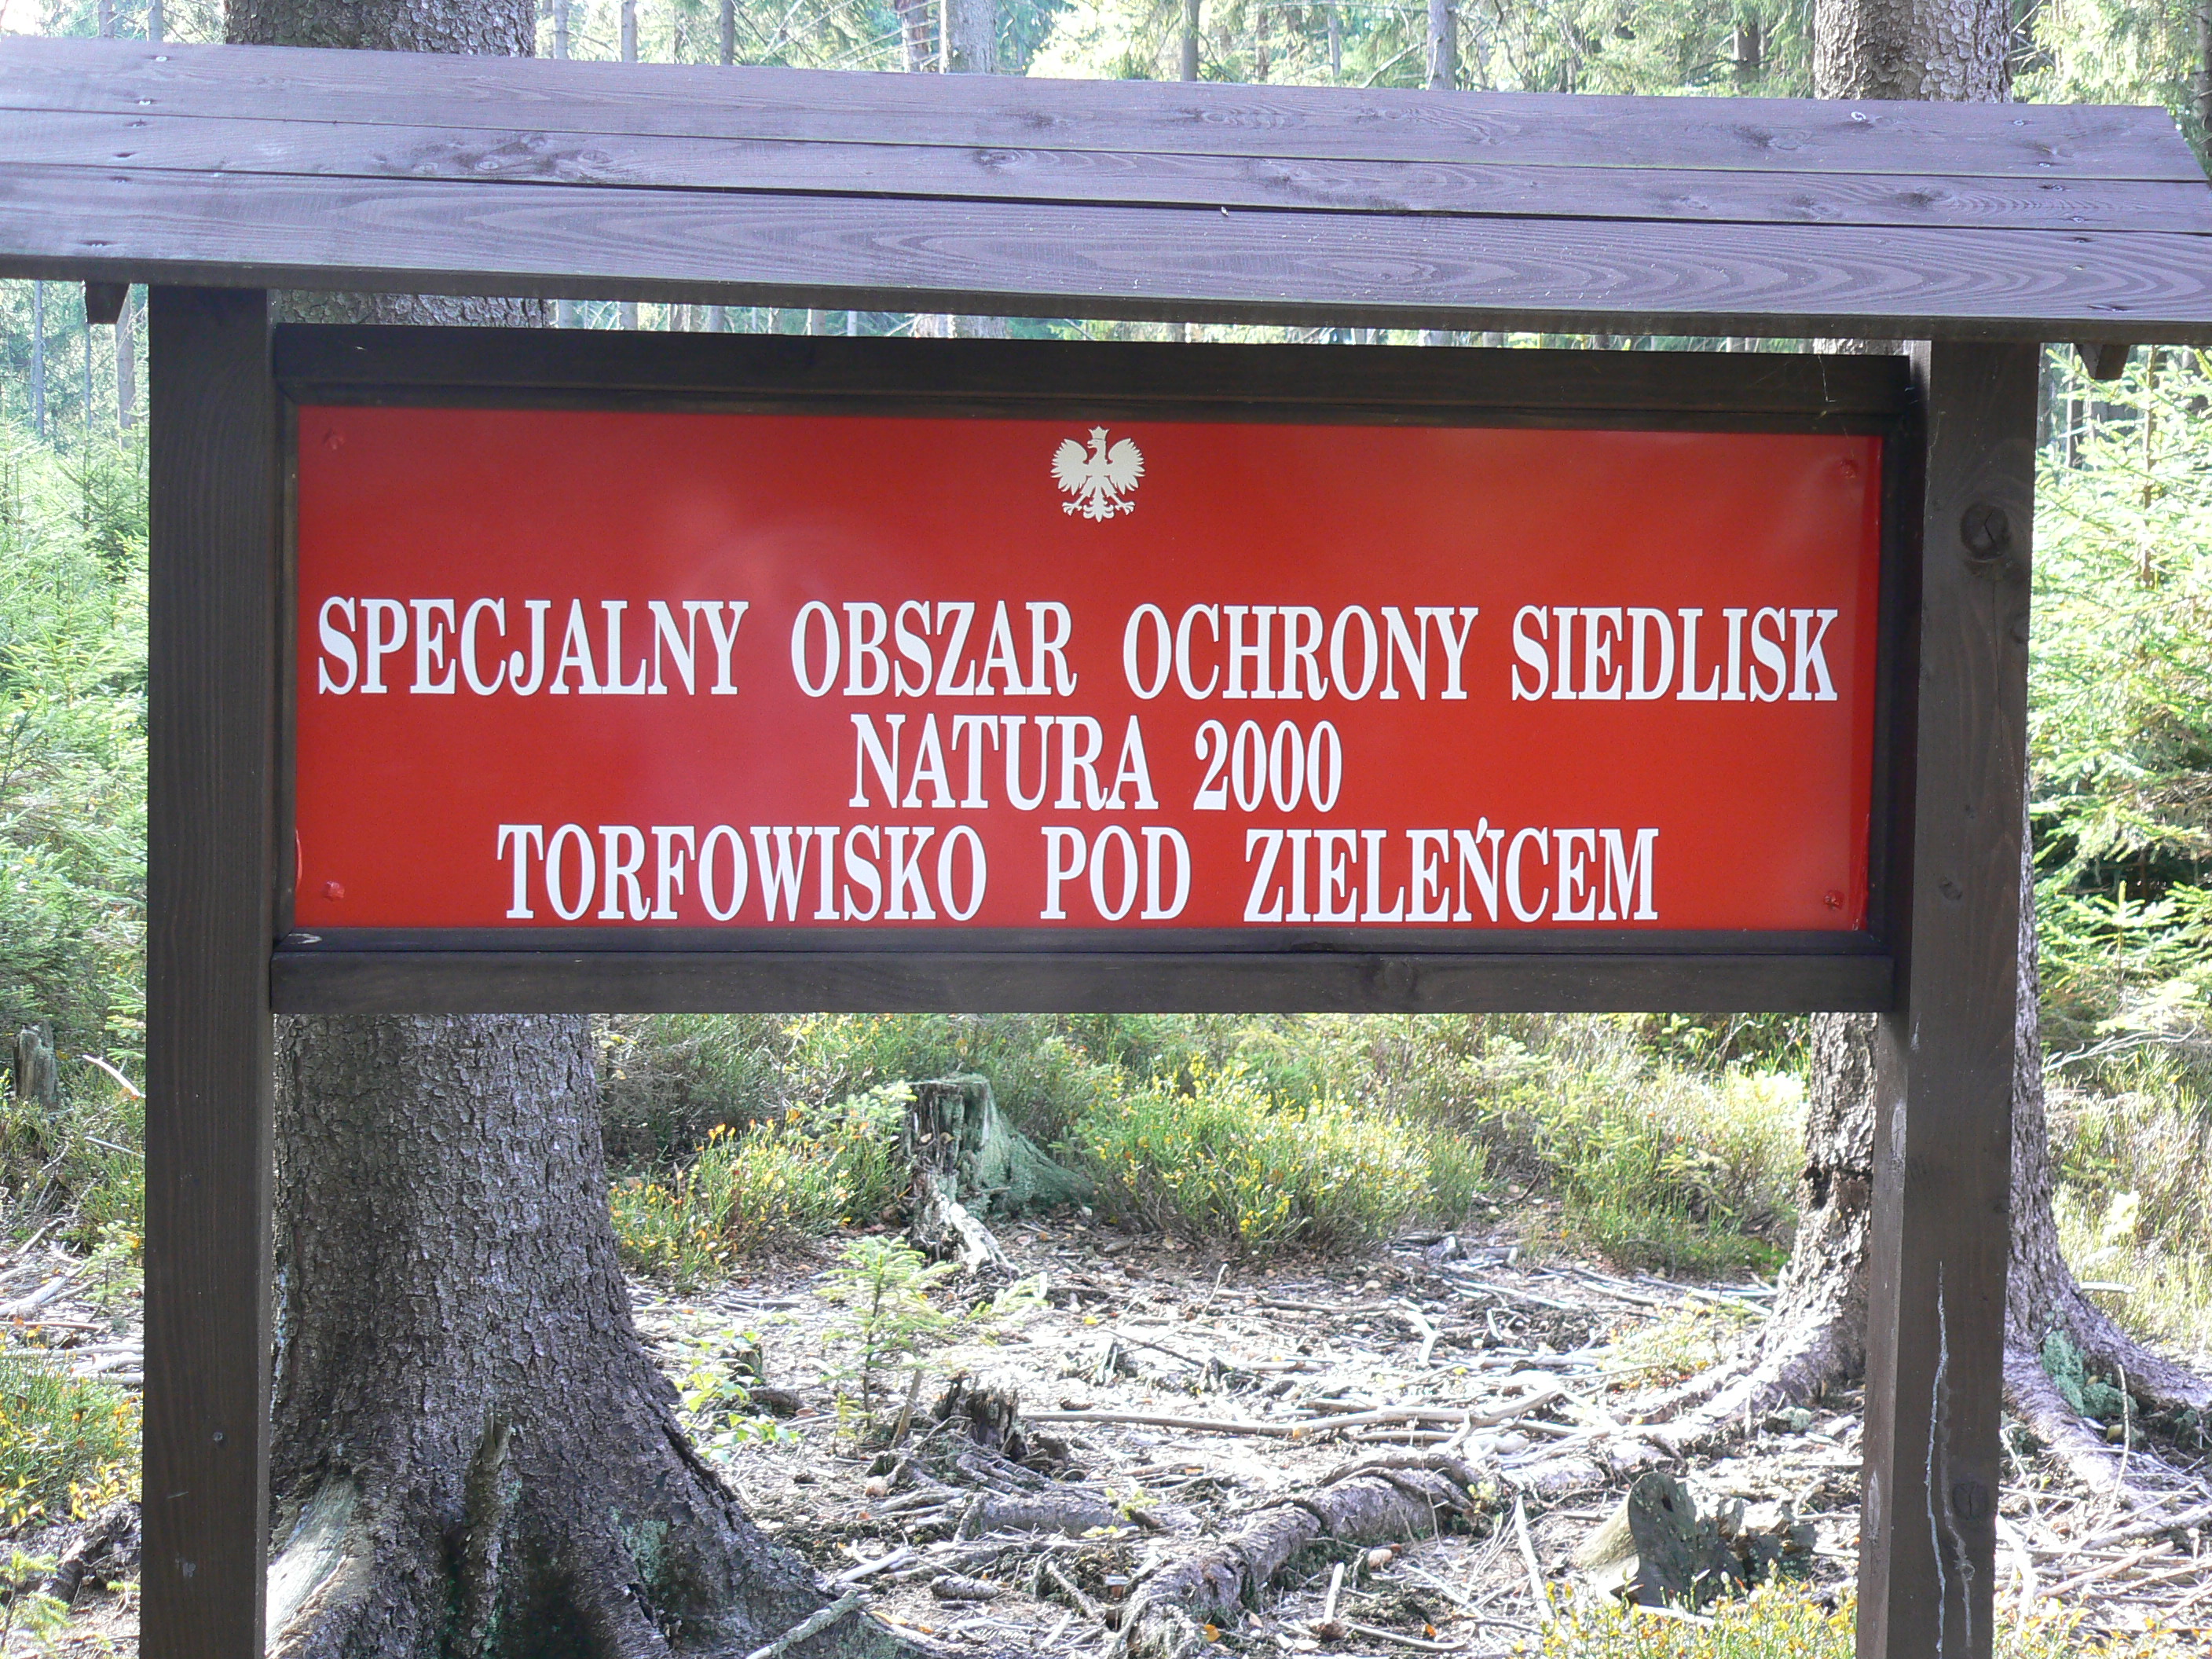 SPECJALNY OBSZAR OCHRONY SIEDLISK
NATURA 2000
TORFOWISKO POD ZIELEŃCEM